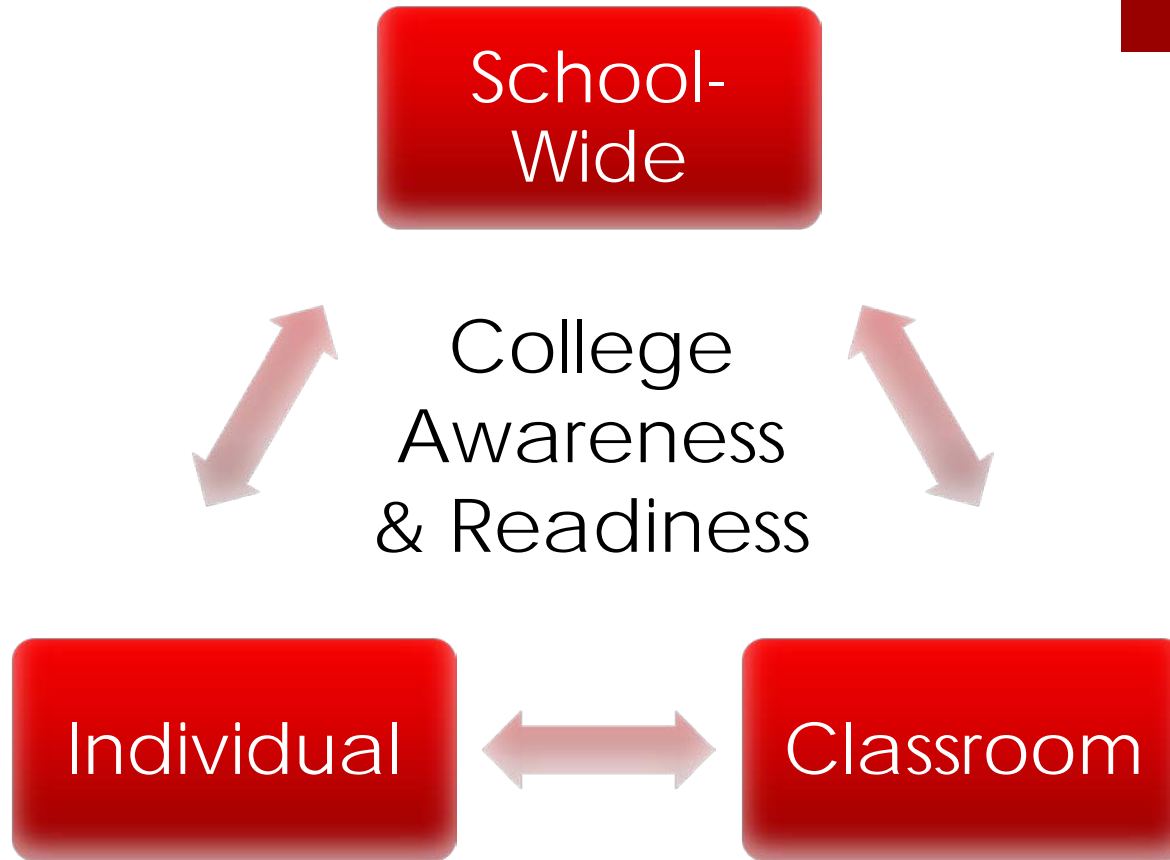 School-
Wide
College
Awareness
& Readiness
Individual
Classroom